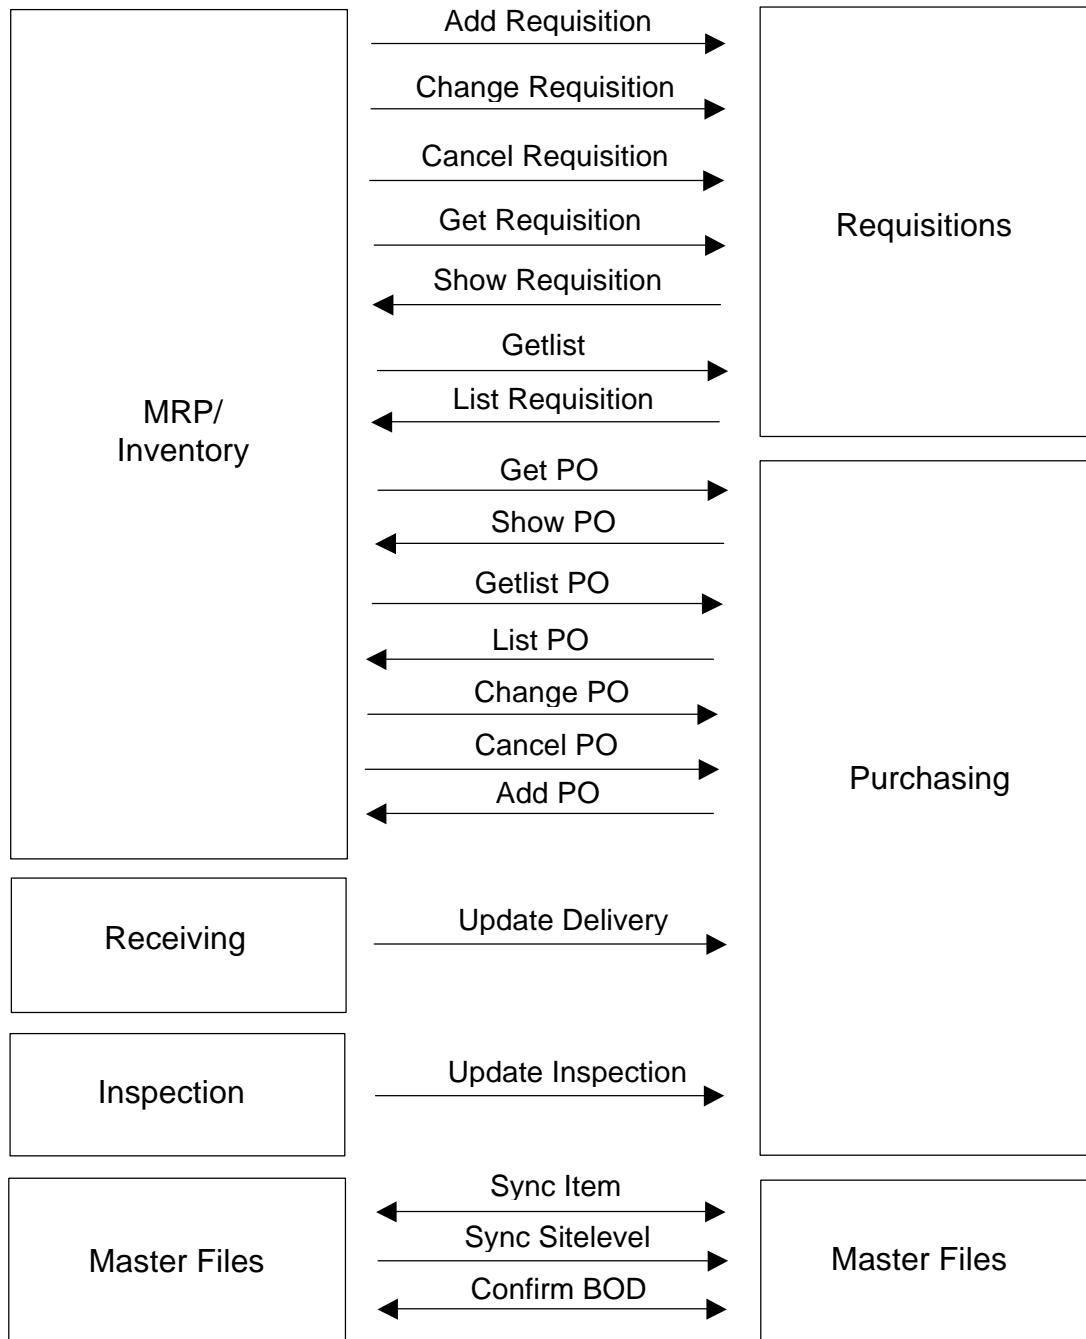 Add Requisition
Change Requisition
Cancel Requisition
Get Requisition
Requisitions
Show Requisition
Getlist
List Requisition
MRP/
Inventory
Get PO
Show PO
Getlist PO
List PO
Change PO
Cancel PO
Add PO
Purchasing
Receiving
Update Delivery
Inspection
Update Inspection
Master Files
Sync Item
Sync Sitelevel
Confirm BOD
Master Files